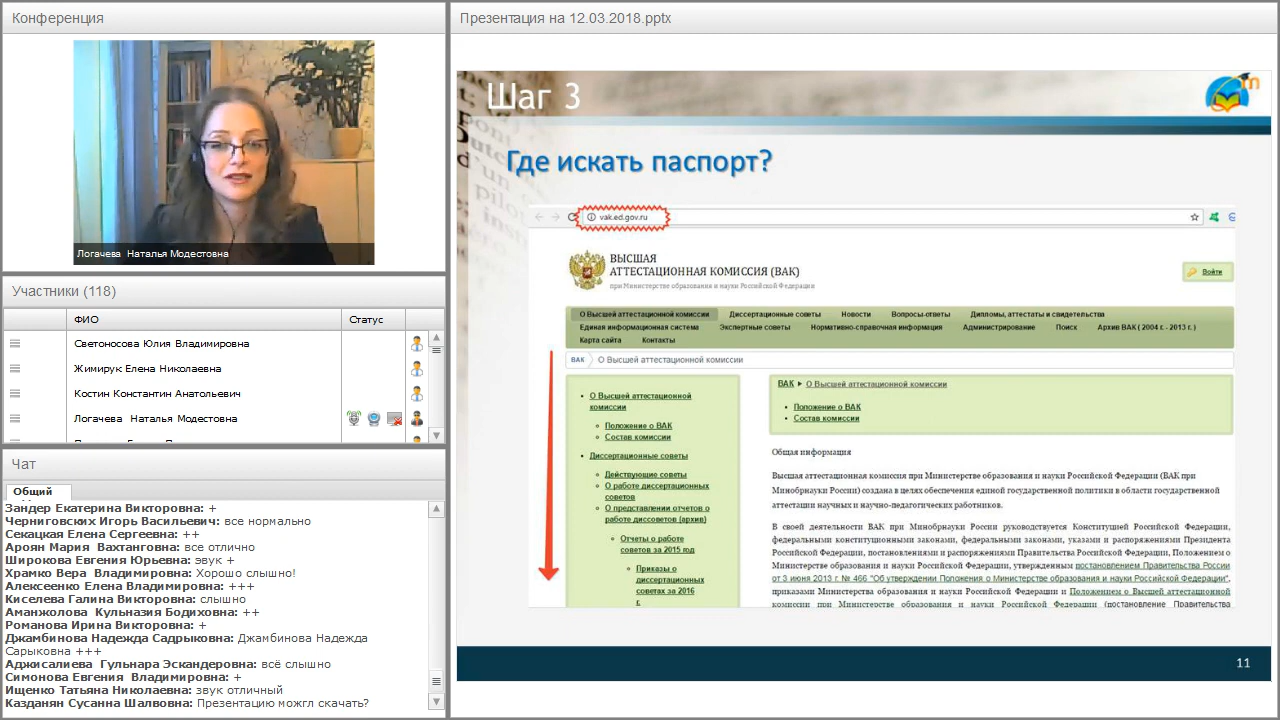 Конференция
Логачева Наталья Модестовна
Участники (118)
ФИО
Статус
Светоносова Юлия Владимировна
Жимирук Елена Николаевна
Костин Константин Анатольевич
Логачева Наталья Модестовна
Чат
Общий
Зандер Екатерина Викторовна: +
Черниговских Игорь Васильевич: все нормально
Секацкая Елена Сергеевна: ++
Ароян Мария Вахтанговна: все отлично
Широкова Евгения Юрьевна: звук +
Храмко Вера Владимировна: Хорошо слышно!
Алексеенко Елена Владимировна: +++
Киселева Галина Викторовна: слышно
Аманжолова Кульназия Бодиховна: ++
Романова Ирина Викторовна: +
Джамбинова Надежда Садрыковна: Джамбинова Надежда
Сарыковна +++
Аджисалиева Гульнара Эскандеровна: всё слышно
Симонова Евгения Владимировна: +
Ищенко Татьяна Николаевна: звук отличный
Казданян Сусанна Шалвовна: Презентацию можгл скачать?
Презентация на 12.03.2018.pptx
Шаг 3
Где искать паспорт?
vak.ed.gov.ru
ВЫСШАЯ
АТТЕСТАЦИОННАЯ КОМИССИЯ (ВАК)
при Министерстве образования и науки Российской Федерации
Войти
О Высшей аттестационной комиссии Диссертационные советы Новости Вопросы-ответы Дипломы, аттестаты и свидетельства
Единая информационная система Экспертные советы Нормативно-справочная информация Администрирование Поиск Архив ВАК ( 2004 г. - 2013 г. )
Карта сайта Контакты
ВАК О Высшей аттестационной комиссии
О Высшей аттестационной
комиссии
Положение о ВАК
Состав комиссии
Диссертационные советы
Действующие советы
О работе диссертационных
советов
О представлении отчетов о
работе диссоветов (архив)
Отчеты о работе
советов за 2015 год
Приказы о
диссертационных
советах за 2016
г.
ВАК ▸ О Высшей аттестационной комиссии
Положение о ВАК
Состав комиссии
Общая информация
Высшая аттестационная комиссия при Министерстве образования и науки Российской Федерации (ВАК при
Минобрнауки России) создана в целях обеспечения единой государственной политики в области государственной
аттестации научных и научно-педагогических работников.
В своей деятельности ВАК при Минобрнауки России руководствуется Конституцией Российской Федерации,
федеральными конституционными законами, федеральными законами, указами и распоряжениями Президента
Российской Федерации, постановлениями и распоряжениями Правительства Российской Федерации, Положением о
Министерстве образования и науки Российской Федерации, утвержденным постановлением Правительства России
от 3 июня 2013 г. № 466 "Об утверждении Положения о Министерстве образования и науки Российской Федерации",
приказами Министерства образования и науки Российской Федерации и Положением о Высшей аттестационной
комиссии при Министерстве образования и науки Российской Федерации (постановление Правительства
11